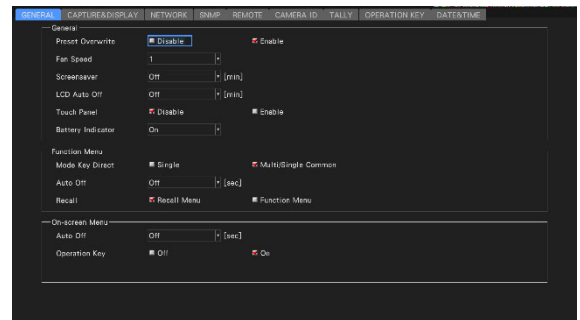 GENERAL CAPTURE&DISPLAY NETWORK SNMP REMOTE CAMERA ID TALLY OPERATION KEY DATE&TIME
General
Preset Overwrite Disable Enable
Fan Speed 1
Screensaver Off [min]
LCD Auto Off Off [min]
Touch Panel Disable Enable
Battery Indicator On
Function Menu
Mode Key Direct Single Multi/Single Common
Auto Off Off [sec]
Recall Recall Menu Function Menu
On-screen Menu
Auto Off Off [sec]
Operation Key Off On